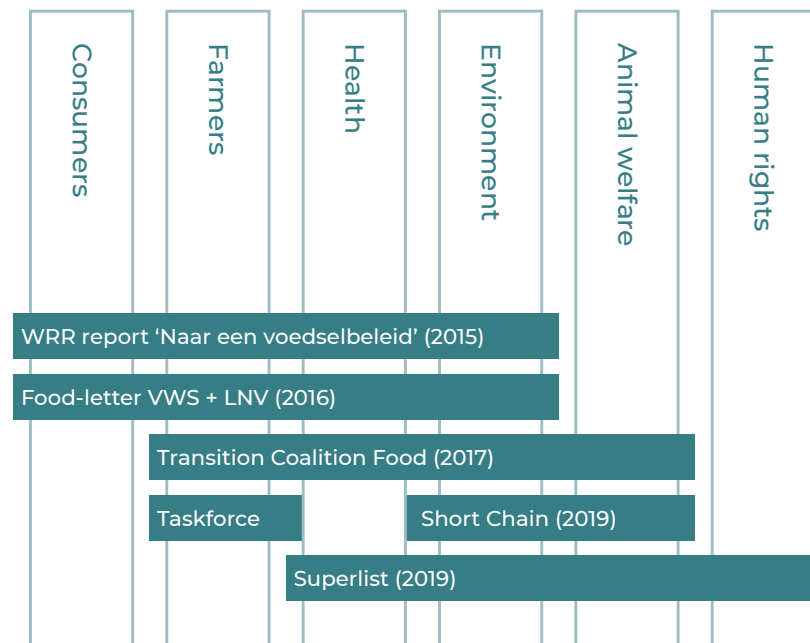 Consumers
Farmers
Health
Environment
Animal welfare
Human rights
WRR report ‘Naar een voedselbeleid’ (2015)
Food-letter VWS + LNV (2016)
Transition Coalition Food (2017)
Taskforce
Short Chain (2019)
Superlist (2019)